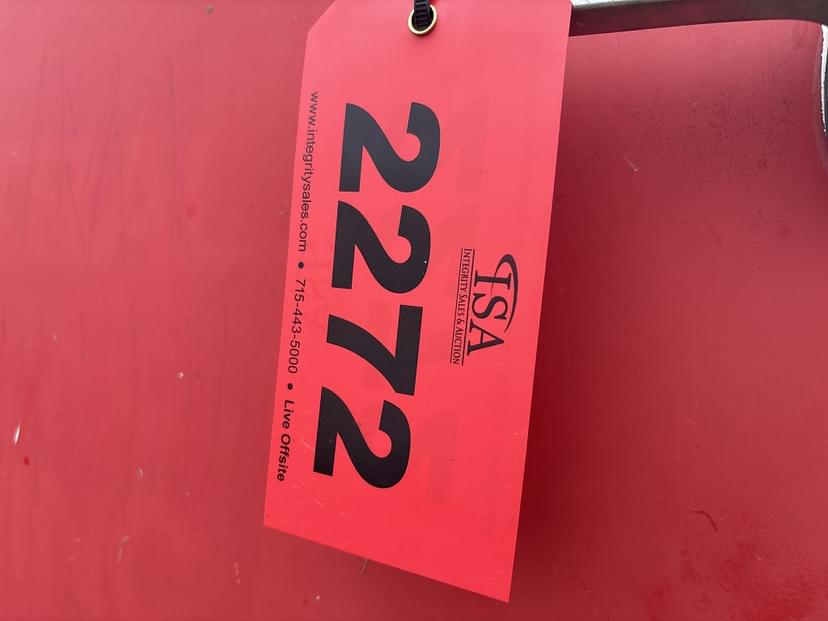 ISA
INTEGRITY SALES & AUCTION
2272
www.integritysales.com • 715-443-5000 • Live Offsite